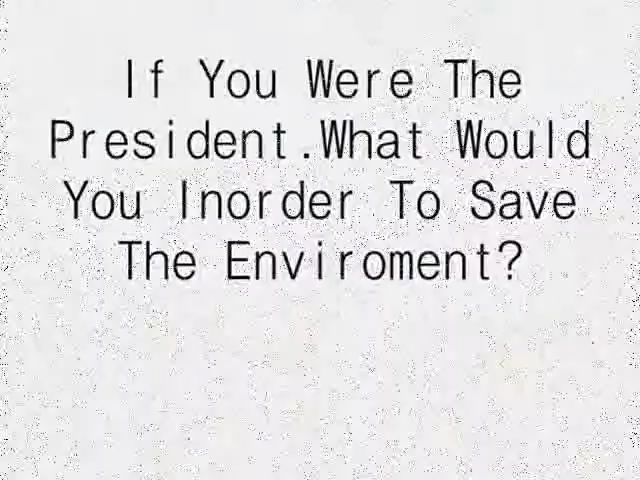 If You Were The
President.What Would
You Inorder To Save
The Enviroment?